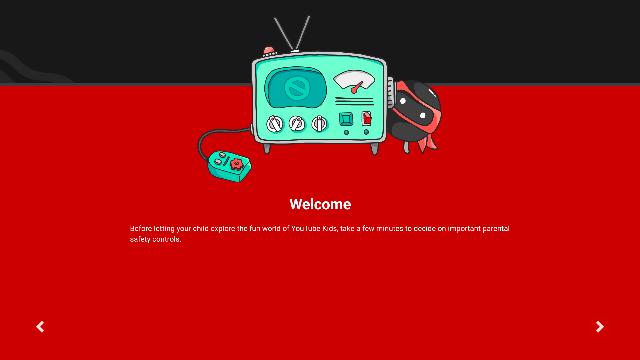 Welcome
Before letting your child explore the fun world of YouTube Kids, take a few minutes to decide on important parental
safety controls.